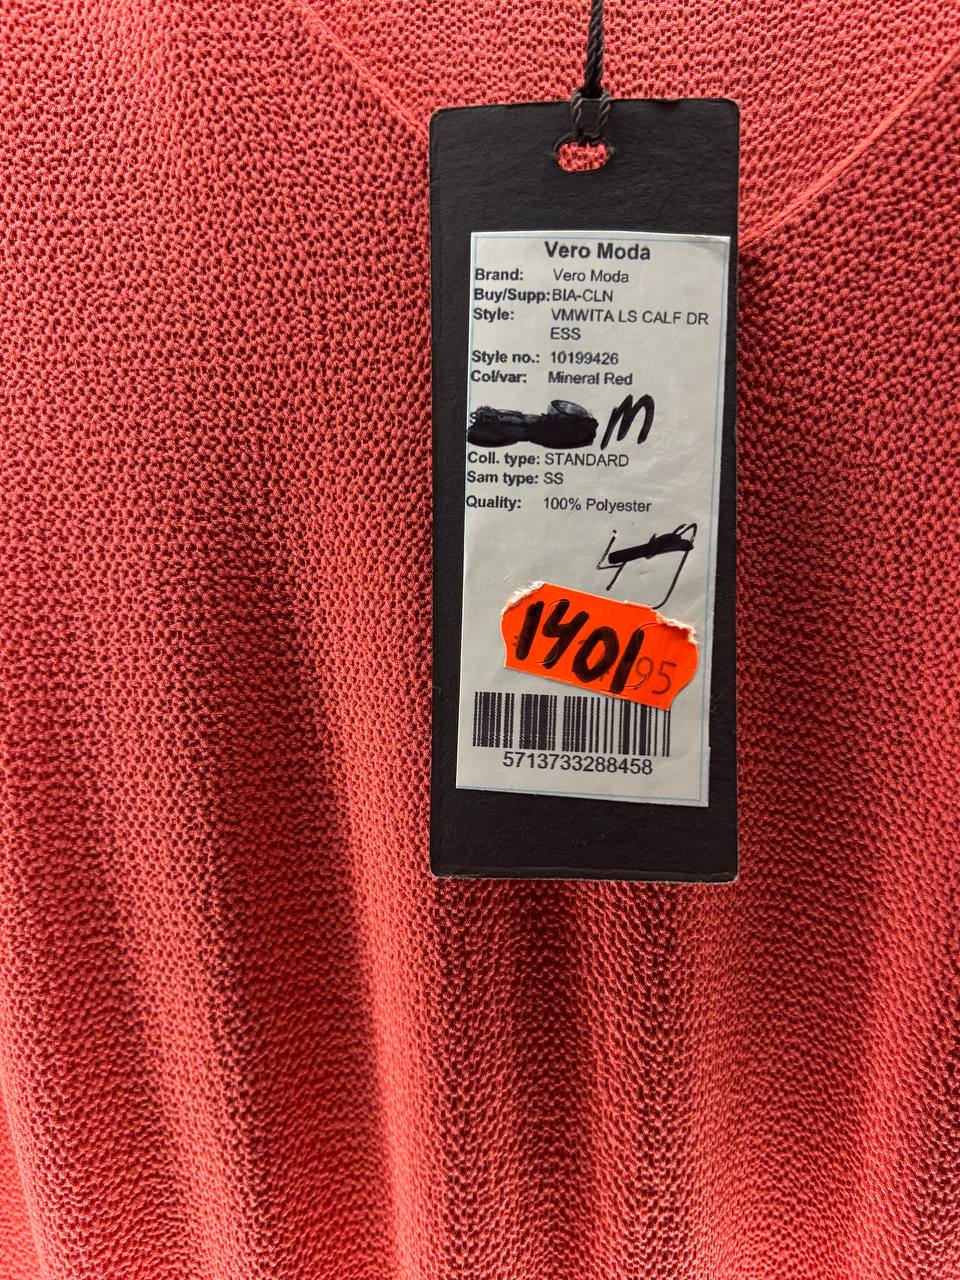 Vero Moda
Brand: Vero Moda
Buy/Supp: BIA-CLN
Style: VMWITA LS CALF DR
ESS
Style no.: 10199426
Col/var: Mineral Red
M
Coll. type: STANDARD
Sam type: SS
Quality: 100% Polyester
1401 95
5713733288458